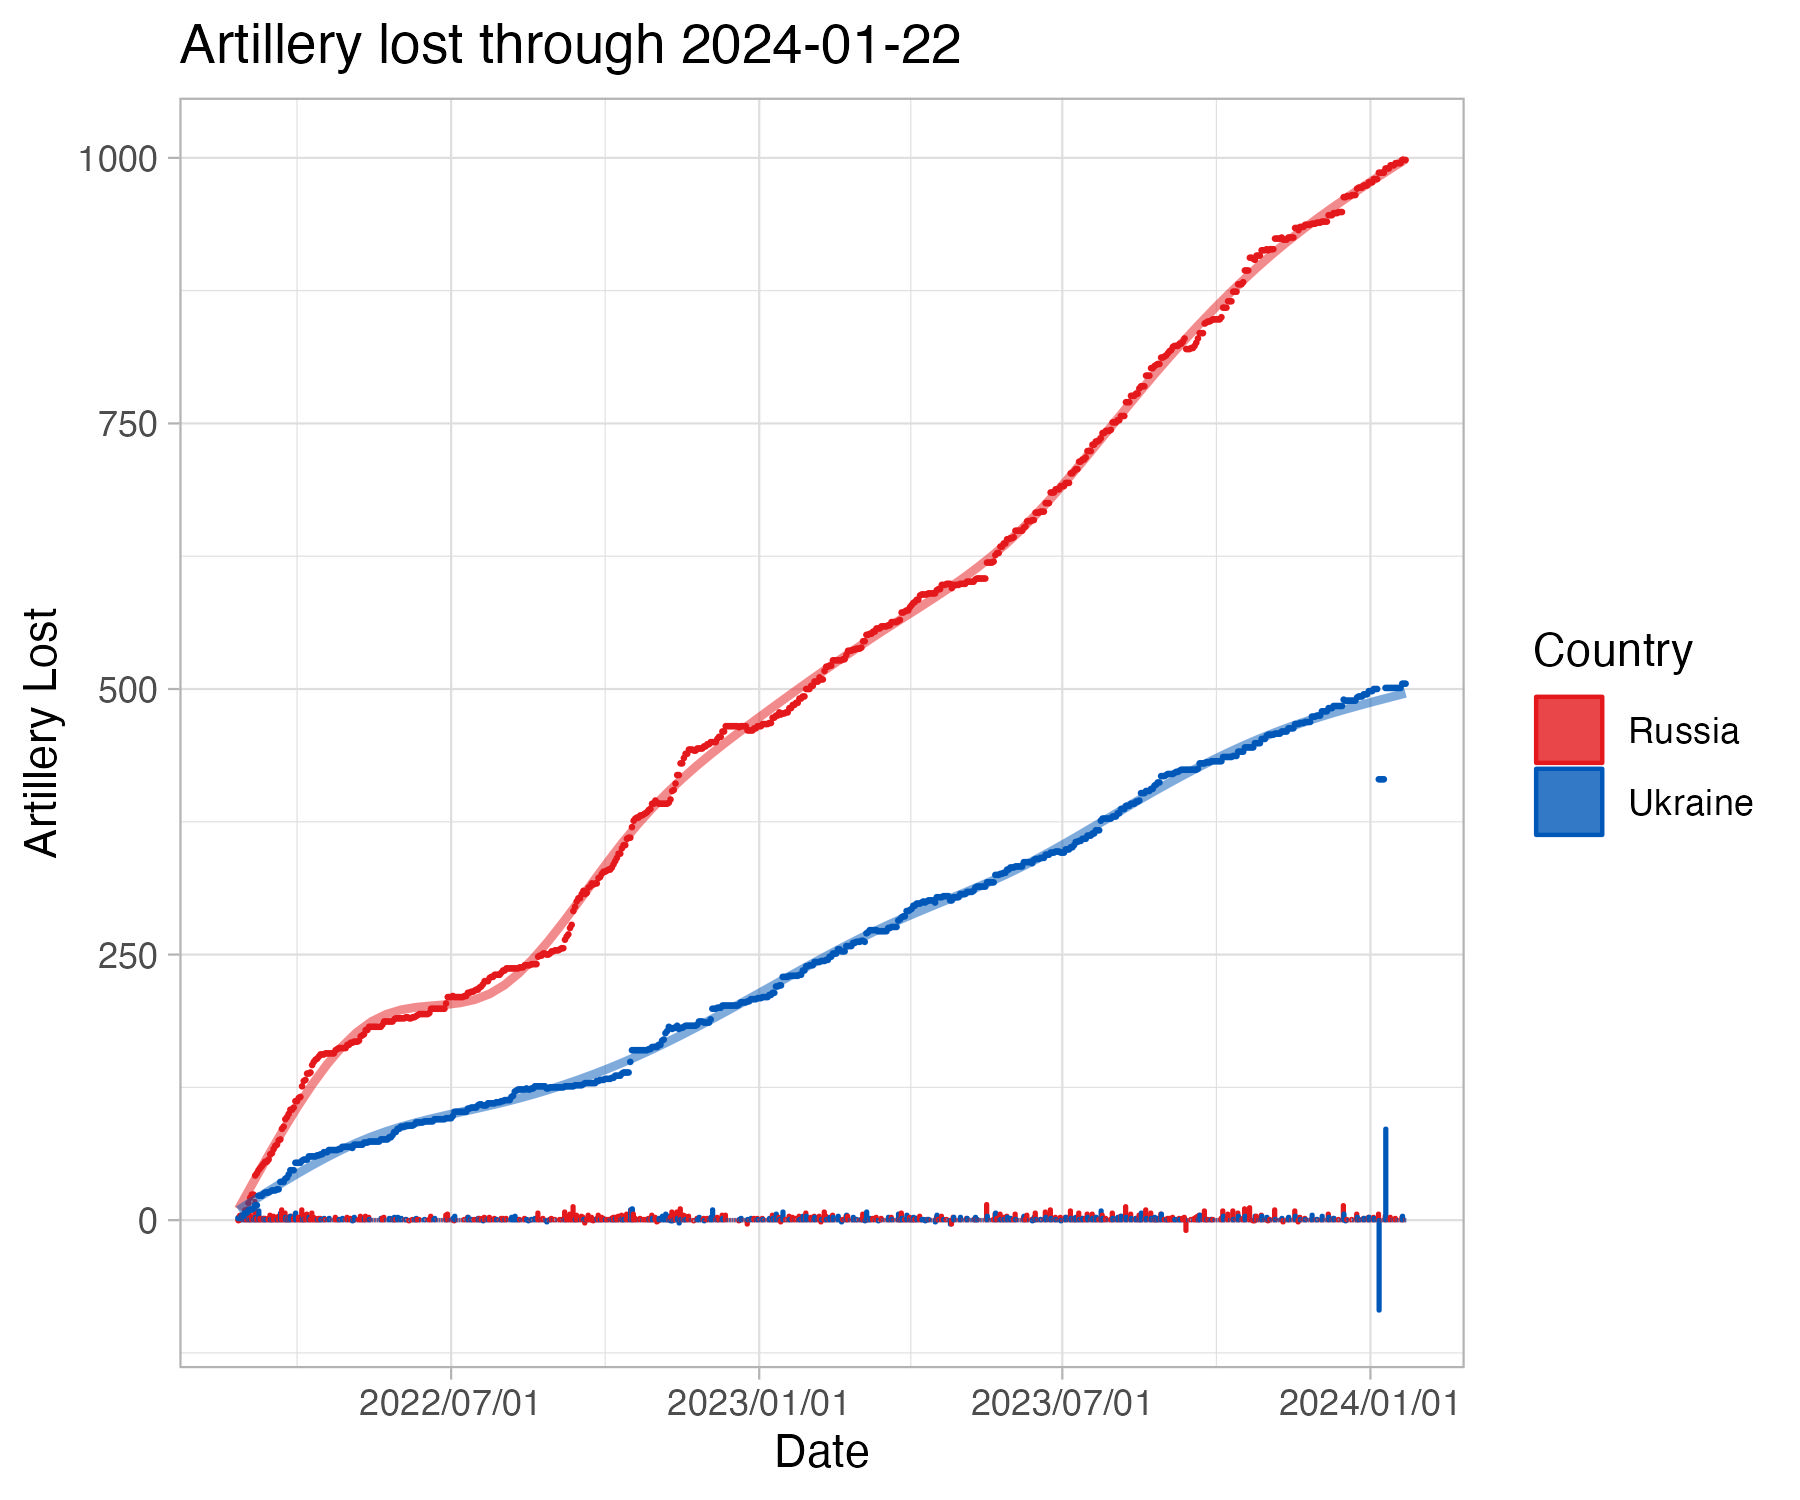 Artillery lost through 2024-01-22
Artillery Lost
1000
750
500
250
0
2022/07/01 2023/01/01 2023/07/01 2024/01/01
Date
Country
Russia
Ukraine